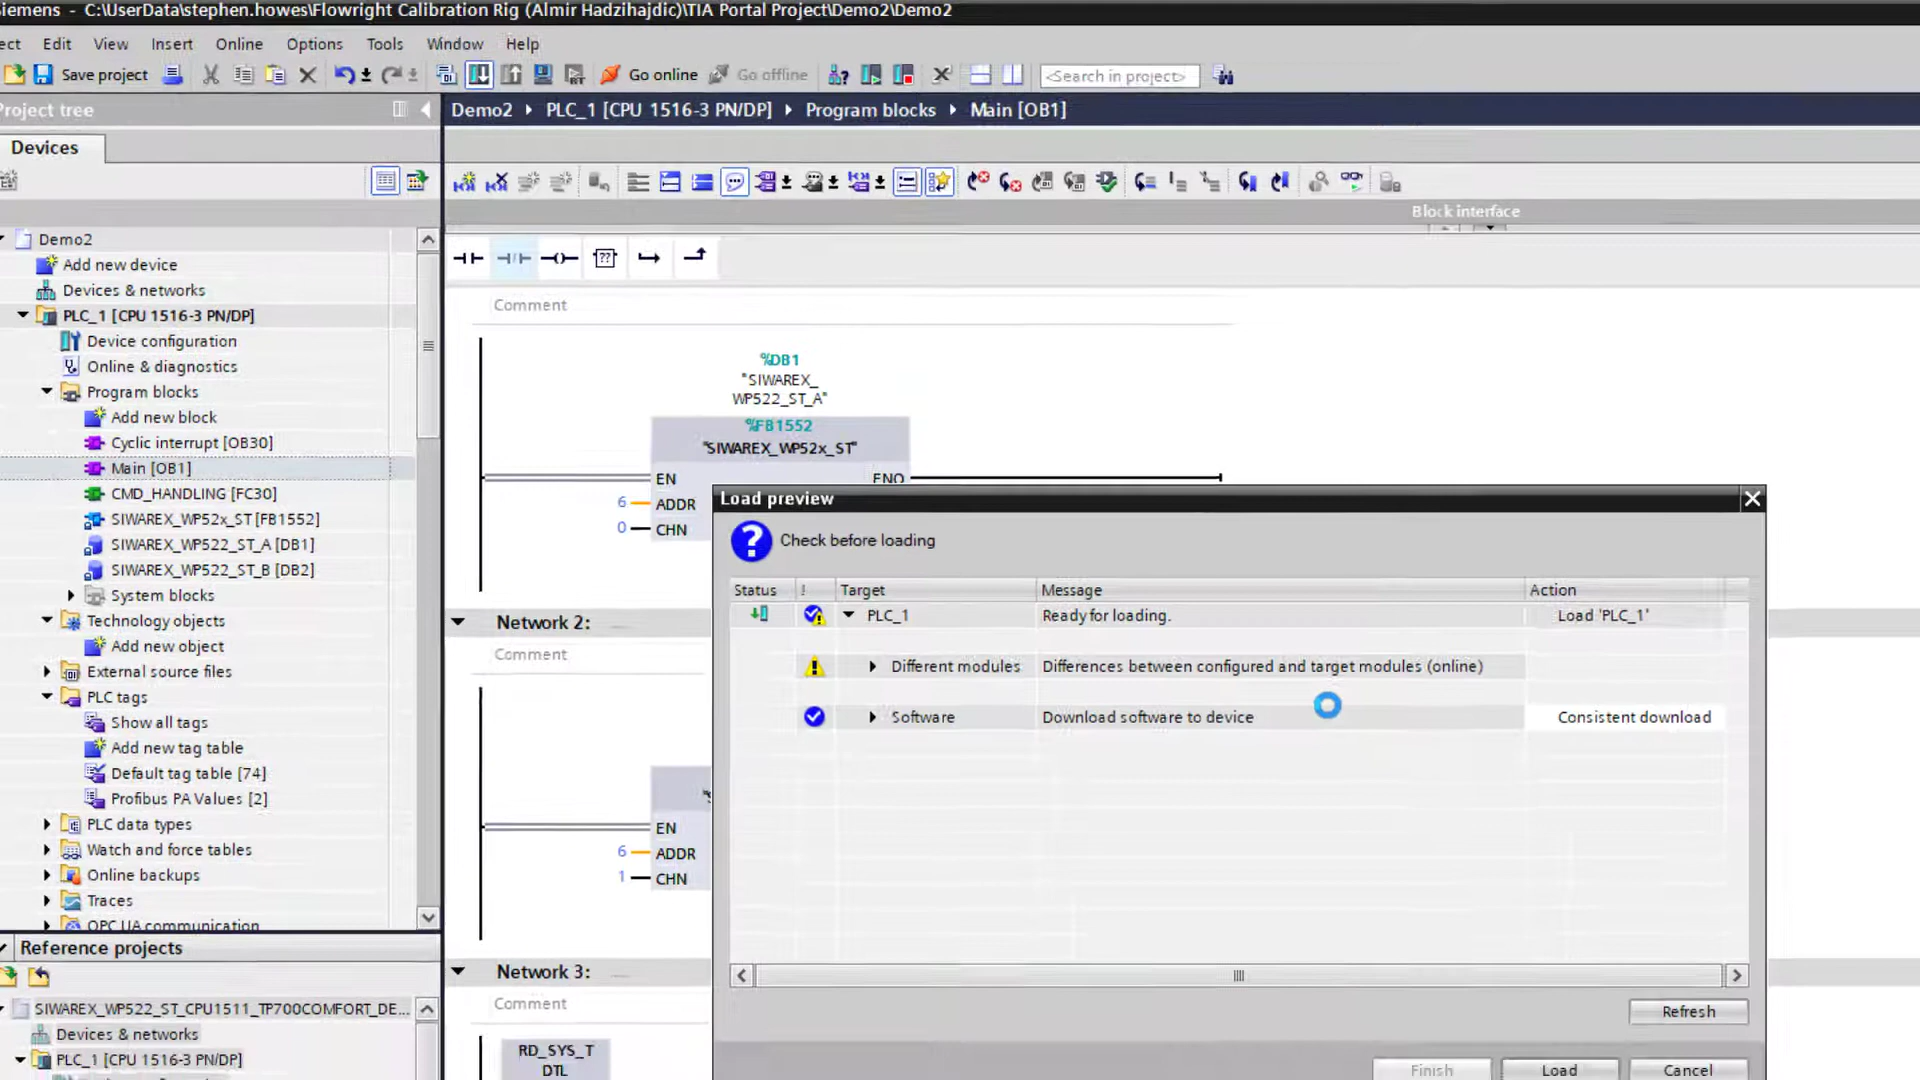 iemens - C:\UserData\stephen.howes\Flowright Calibration Rig (Almir Hadzihajdic)\TIA Portal Project\Demo2\Demo2
ect Edit View Insert Online Options Tools Window Help
Save project Go online Go offline <Search in project>
Project tree
Demo2 PLC_1 [CPU 1516-3 PN/DP] Program blocks Main [OB1]
Devices
Block interface
Demo2
Add new device
Devices & networks
PLC_1 [CPU 1516-3 PN/DP]
Device configuration
Online & diagnostics
Program blocks
Add new block
Cyclic interrupt [OB30]
Main [OB1]
CMD_HANDLING [FC30]
SIWAREX_WP52x_ST [FB1552]
SIWAREX_WP522_ST_A [DB1]
SIWAREX_WP522_ST_B [DB2]
System blocks
Technology objects
Add new object
External source files
PLC tags
Show all tags
Add new tag table
Default tag table [74]
Profibus PA Values [2]
PLC data types
Watch and force tables
Online backups
Traces
OPC UA communication
Reference projects
SIWAREX_WP522_ST_CPU1511_TP700COMFORT_DE...
Devices & networks
PLC_1 [CPU 1516-3 PN/DP]
??
Comment
%DB1
"SIWAREX_
WP522_ST_A"
%FB1552
"SIWAREX_WP52x_ST"
EN ENO
6 ADDR
0 CHN
Network 2:
Comment
EN
6 ADDR
1 CHN
Network 3:
Comment
RD_SYS_T
DTL
Load preview
? Check before loading
Status ! Target Message Action
PLC_1 Ready for loading. Load 'PLC_1'
Different modules Differences between configured and target modules (online)
Software Download software to device Consistent download
Refresh
Finish Load Cancel